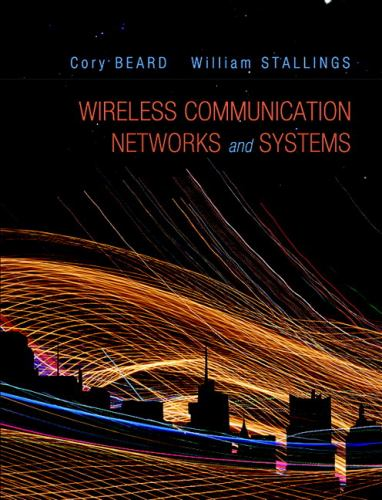 Cory BEARD William STALLINGS
WIRELESS COMMUNICATION
NETWORKS and SYSTEMS